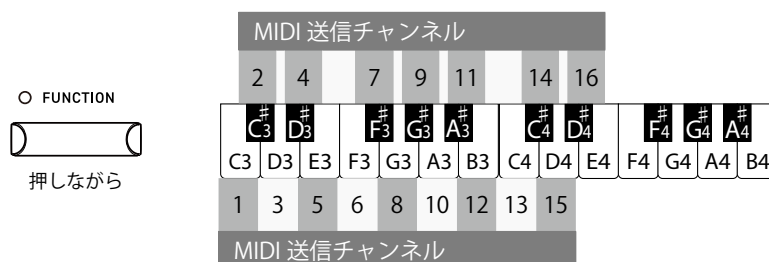 MIDI 送信チャンネル
2 4 7 9 11 14 16
FUNCTION
押しながら
C#3 D#3 F#3 G#3 A#3 C#4 D#4 F#4 G#4 A#4
C3 D3 E3 F3 G3 A3 B3 C4 D4 E4 F4 G4 A4 B4
1 3 5 6 8 10 12 13 15
MIDI 送信チャンネル